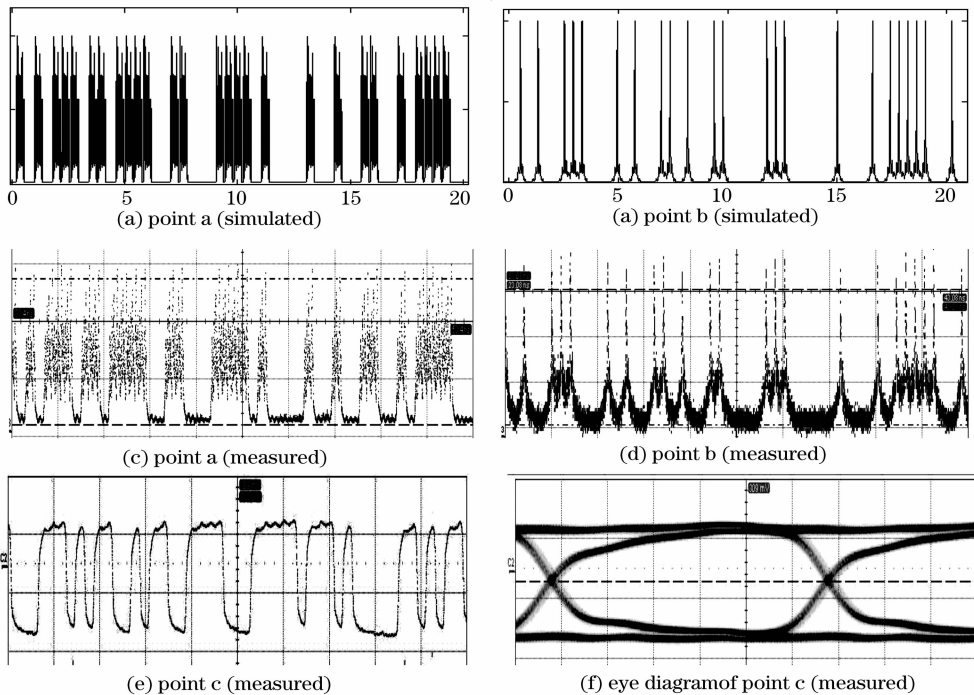 0 5 10 15 20
(a) point a (simulated)
0 5 10 15 20
(a) point b (simulated)
(c) point a (measured)
(d) point b (measured)
(e) point c (measured)
(f) eye diagramof point c (measured)